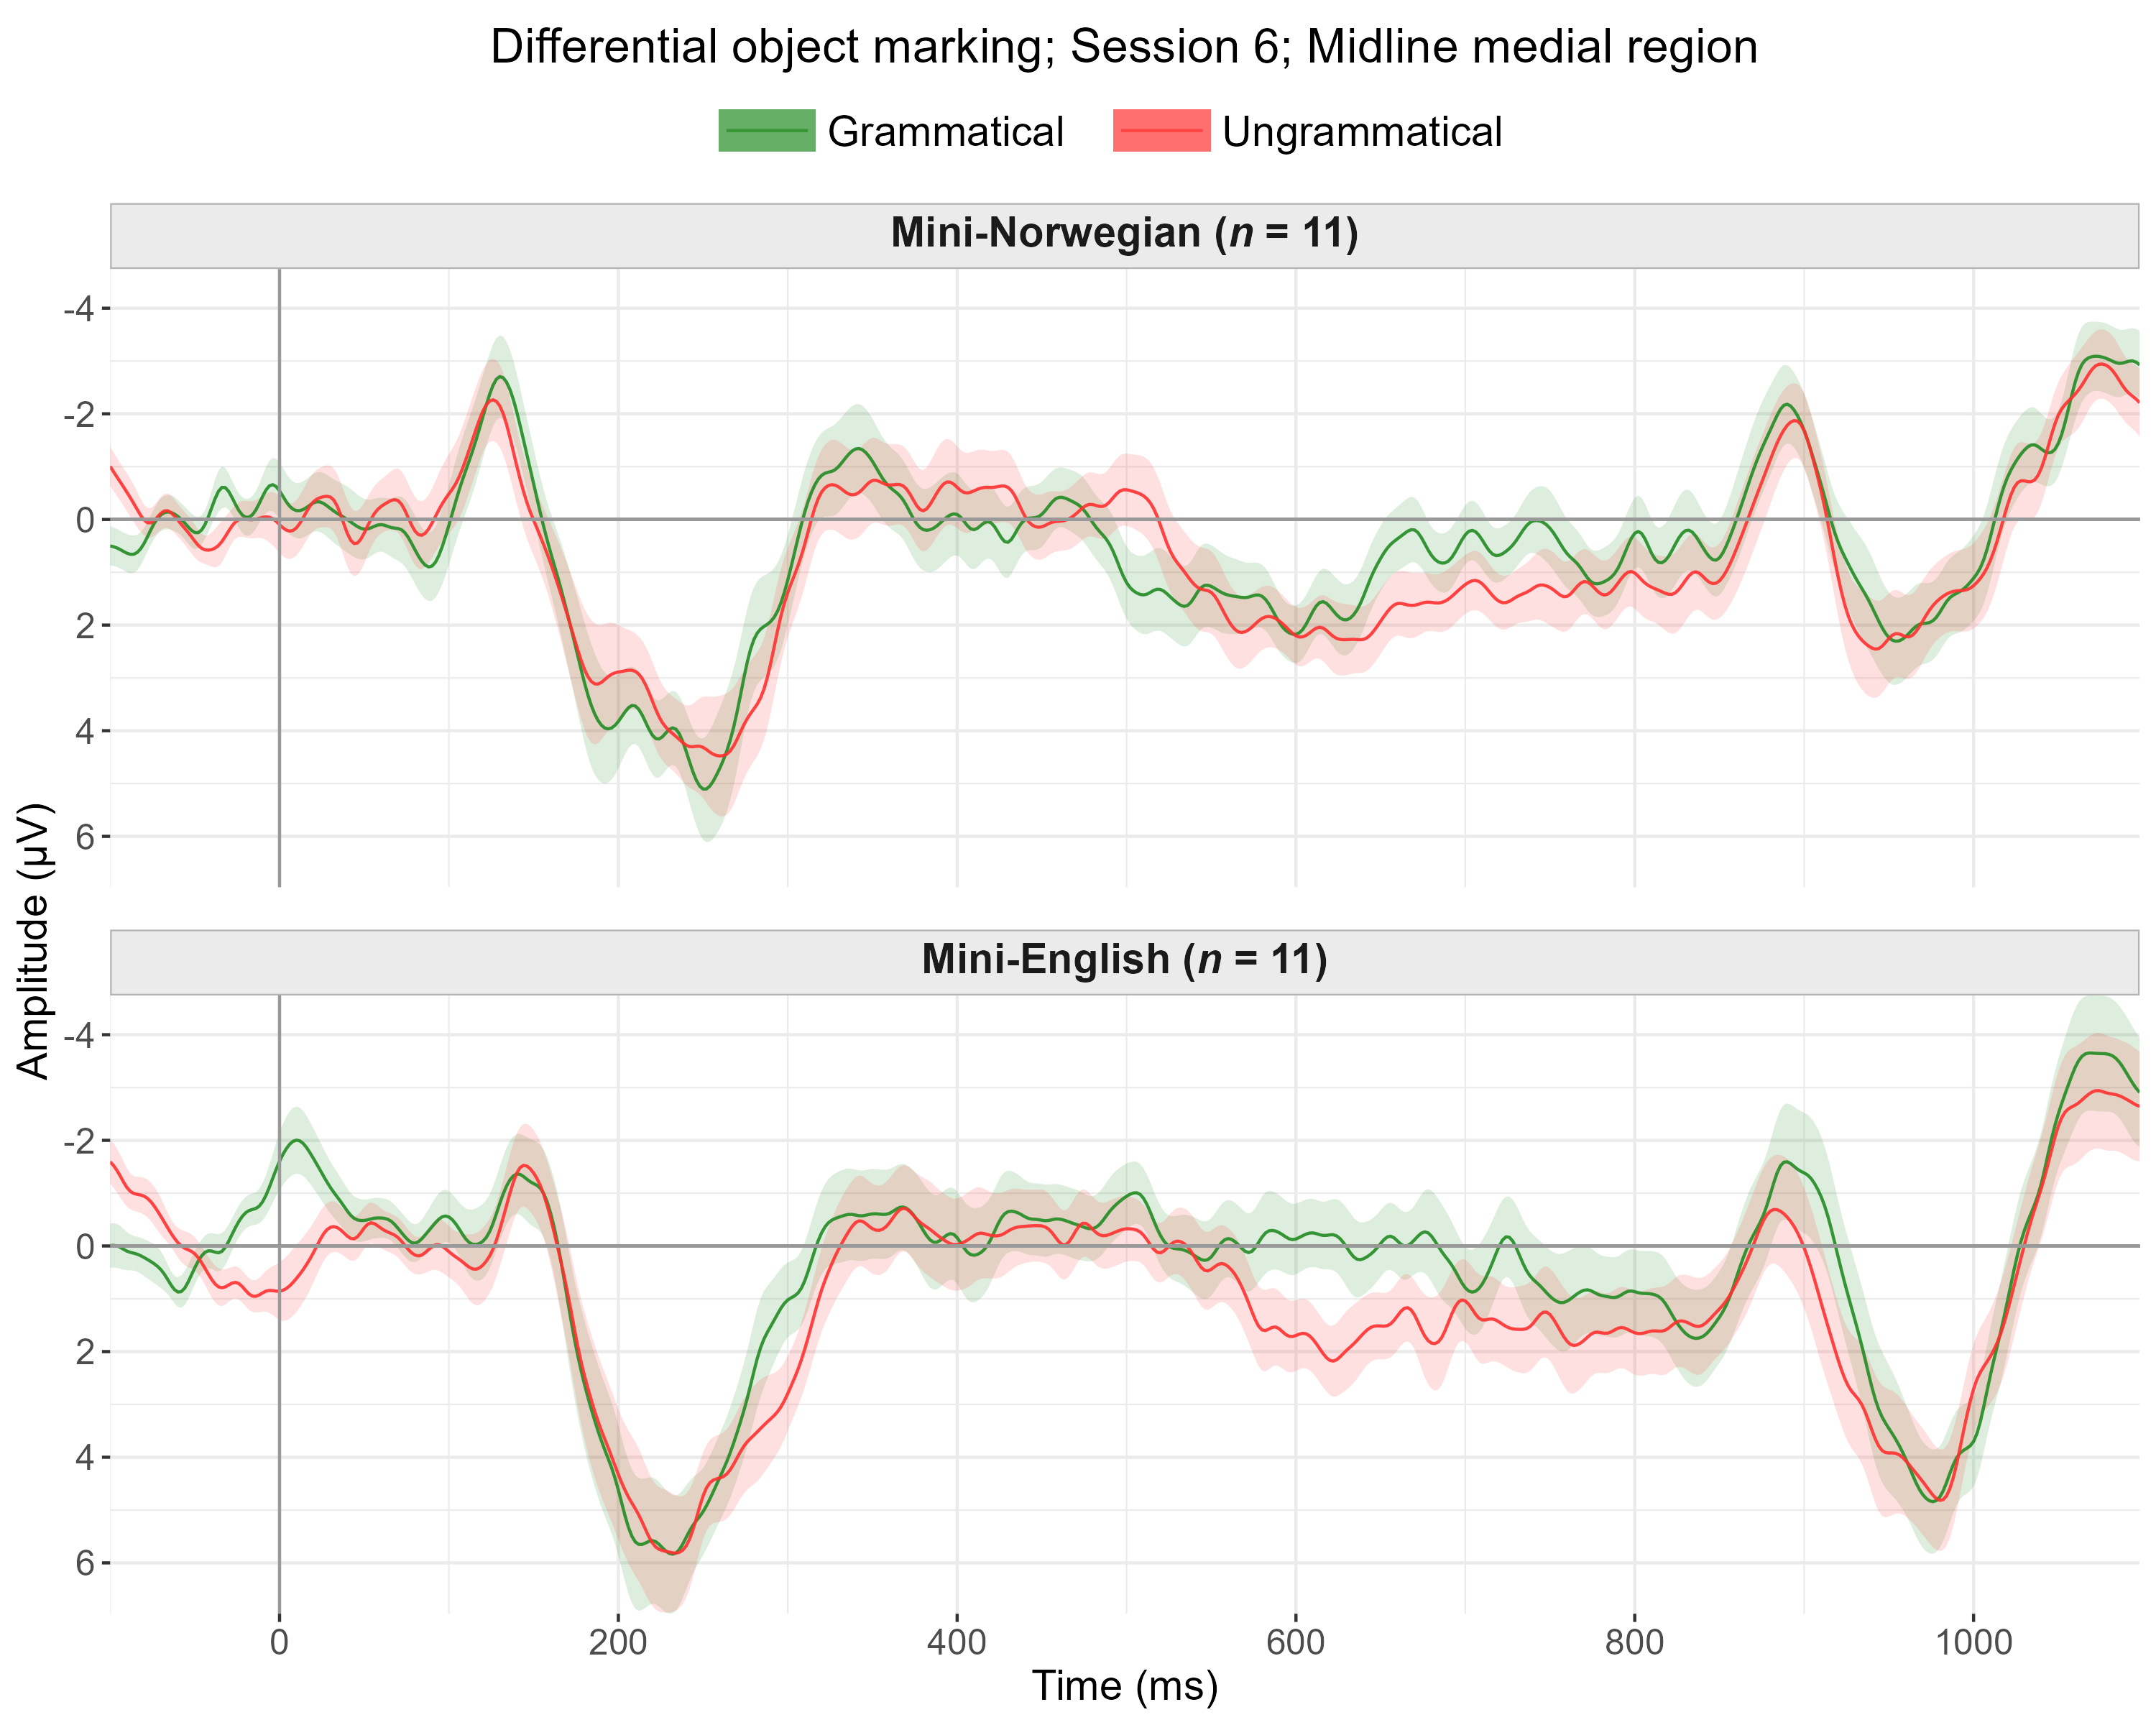 Differential object marking; Session 6; Midline medial region
Grammatical
Ungrammatical
Mini-Norwegian (n = 11)
-4
-2
0
2
4
6
Amplitude (µV)
Mini-English (n = 11)
-4
-2
0
2
4
6
0 200 400 600 800 1000
Time (ms)